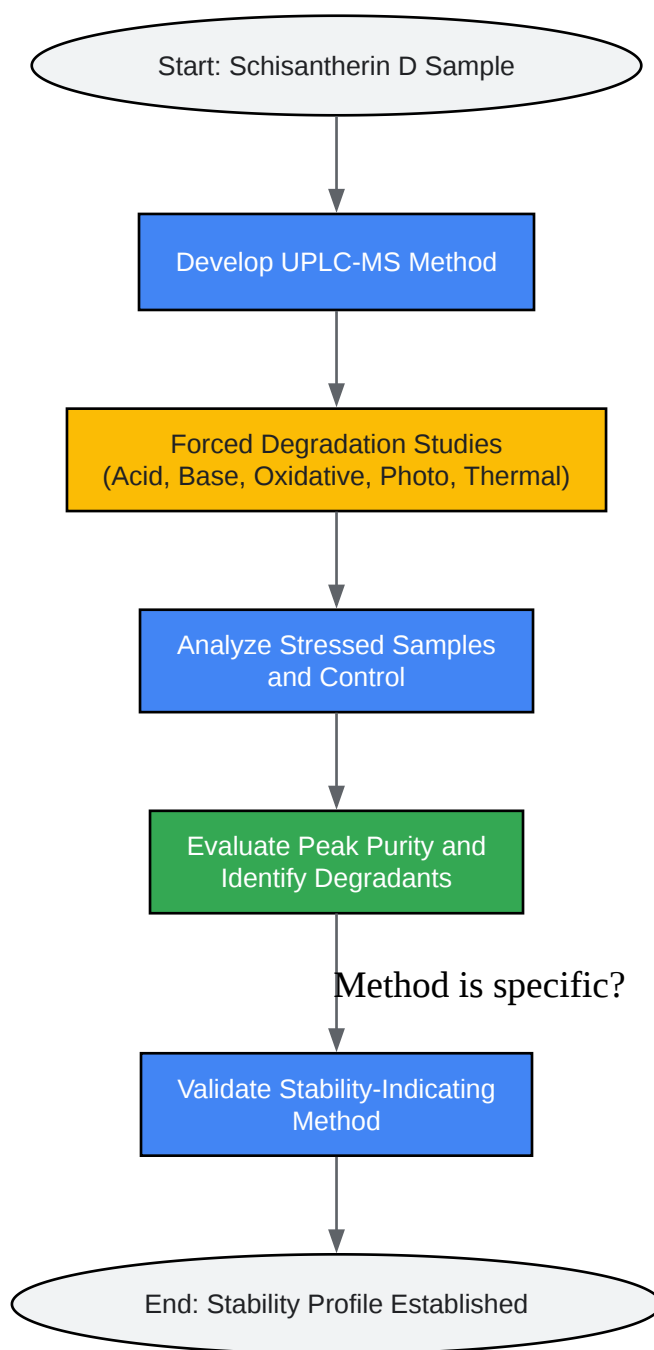 Start: Schisantherin D Sample
Develop UPLC-MS Method
Forced Degradation Studies
(Acid, Base, Oxidative, Photo, Thermal)
Analyze Stressed Samples
and Control
Evaluate Peak Purity and
Identify Degradants
Method is specific?
Validate Stability-Indicating
Method
End: Stability Profile Established